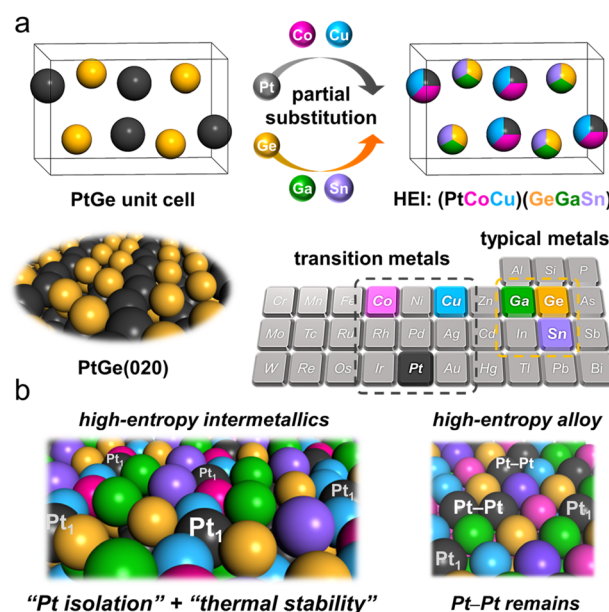 a
Co Cu
Pt
partial
substitution
Ge
Ga Sn
PtGe unit cell
HEI: (PtCoCu)(GeGaSn)
PtGe(020)
transition metals
typical metals
Al Si P
Cr Mn Fe Co Ni Cu Zn Ga Ge As
Mo Tc Ru Rh Pd Ag Cd In Sn Sb
W Re Os Ir Pt Au Hg Tl Pb Bi
b
high-entropy intermetallics
high-entropy alloy
Pt1
Pt1
Pt1
Pt1
Pt1
Pt–Pt
Pt–Pt
Pt1
"Pt isolation" + "thermal stability"
Pt–Pt remains